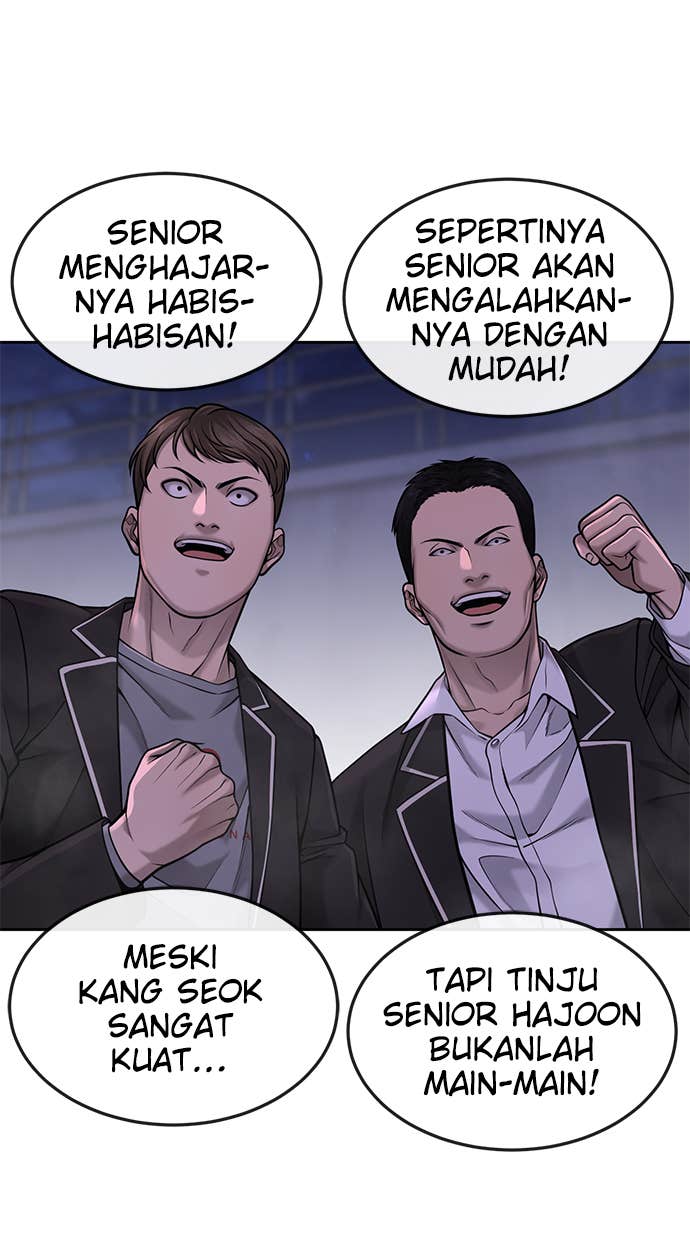 SENIOR
MENGHAJAR-
NYA HABIS-
HABISAN!
SEPERTINYA
SENIOR AKAN
MENGALAHKAN-
NYA DENGAN
MUDAH!
MESKI
KANG SEOK
SANGAT
KUAT...
TAPI TINJU
SENIOR HAJOON
BUKANLAH
MAIN-MAIN!